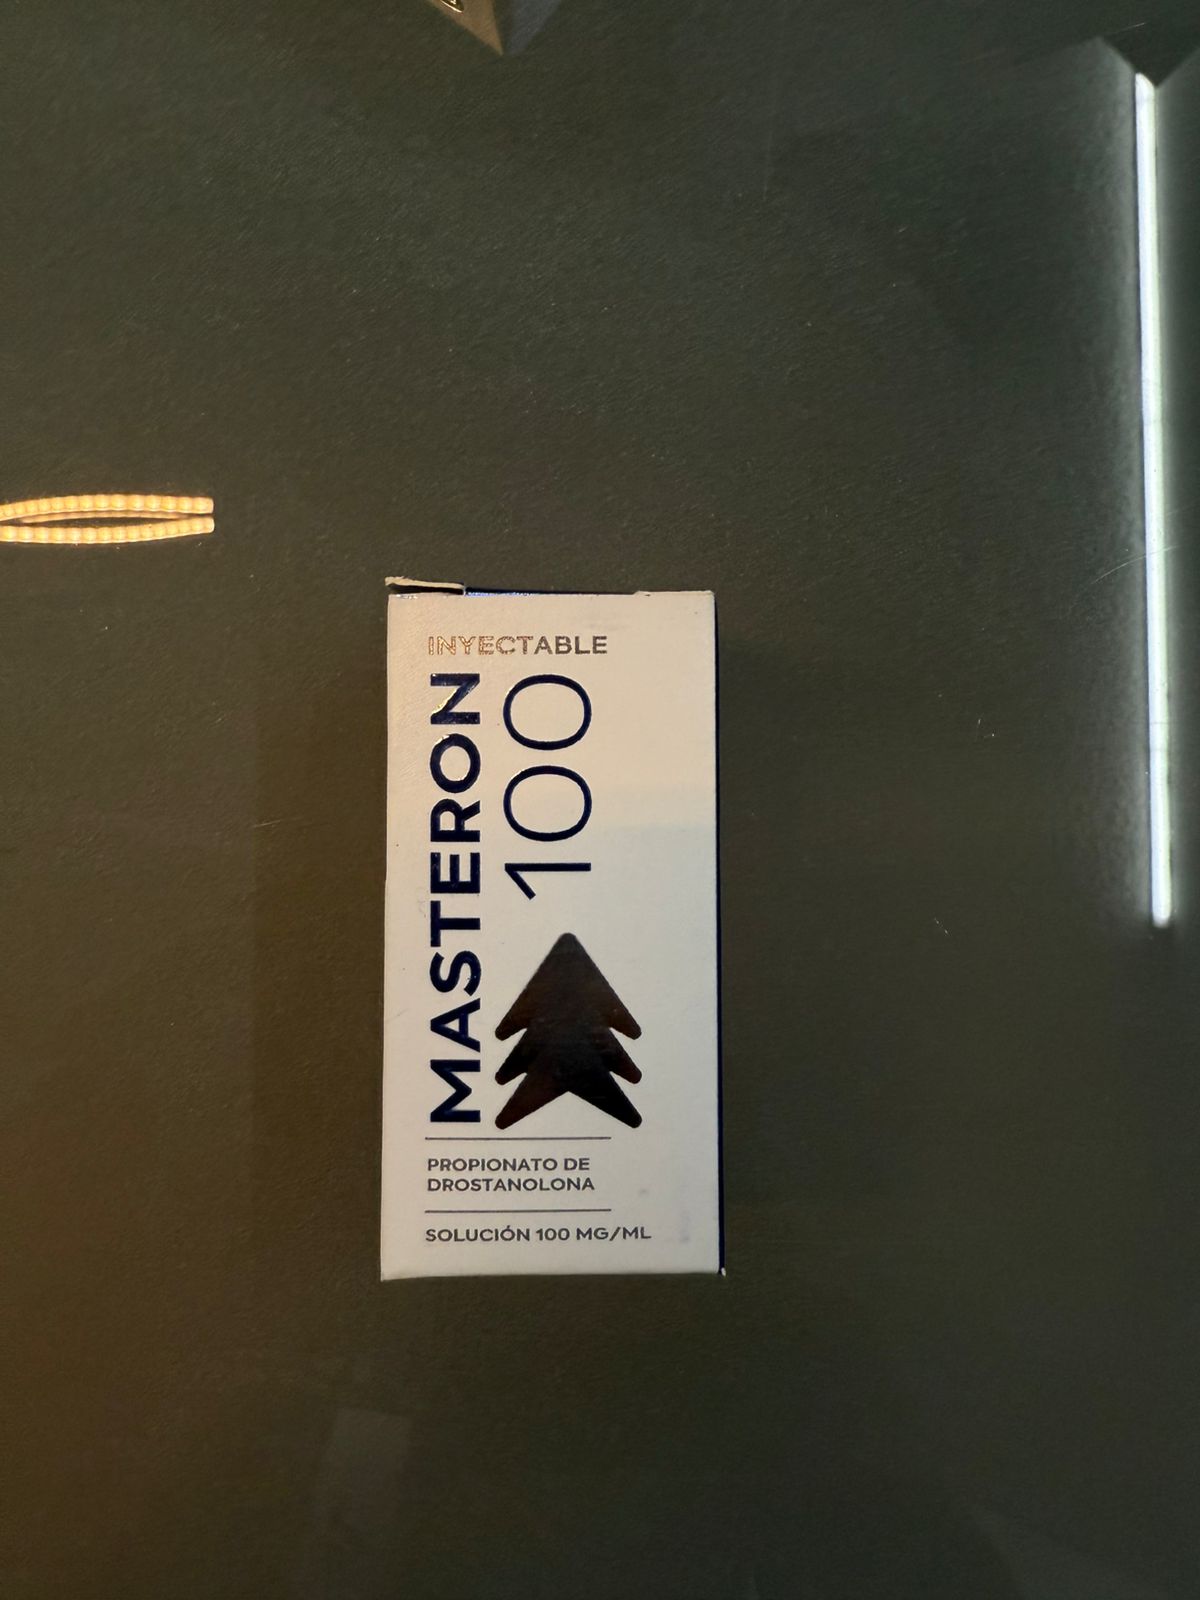 INYECTABLE
MASTERON
100
PROPIONATO DE
DROSTANOLONA
SOLUCIÓN 100 MG/ML